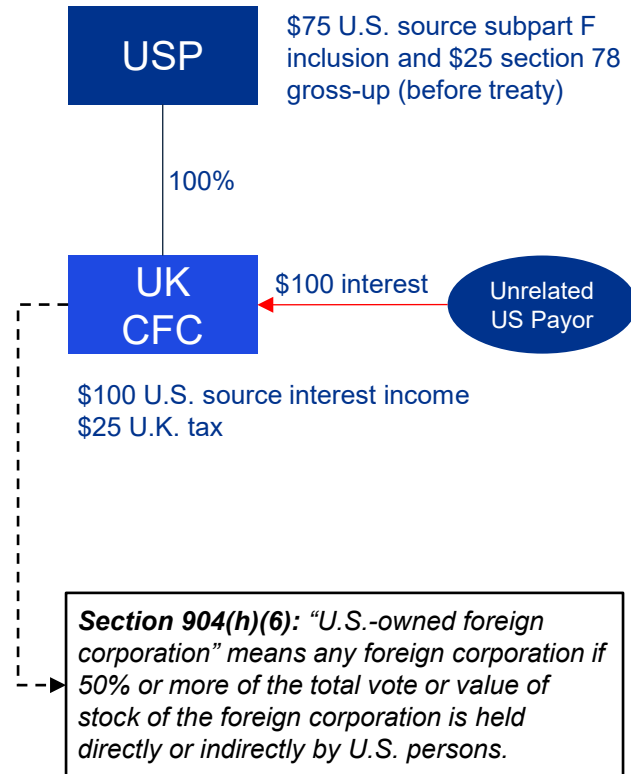 USP
$75 U.S. source subpart F
inclusion and $25 section 78
gross-up (before treaty)
100%
UK
CFC
$100 interest
Unrelated
US Payor
$100 U.S. source interest income
$25 U.K. tax
Section 904(h)(6): “U.S.-owned foreign
corporation” means any foreign corporation if
50% or more of the total vote or value of
stock of the foreign corporation is held
directly or indirectly by U.S. persons.